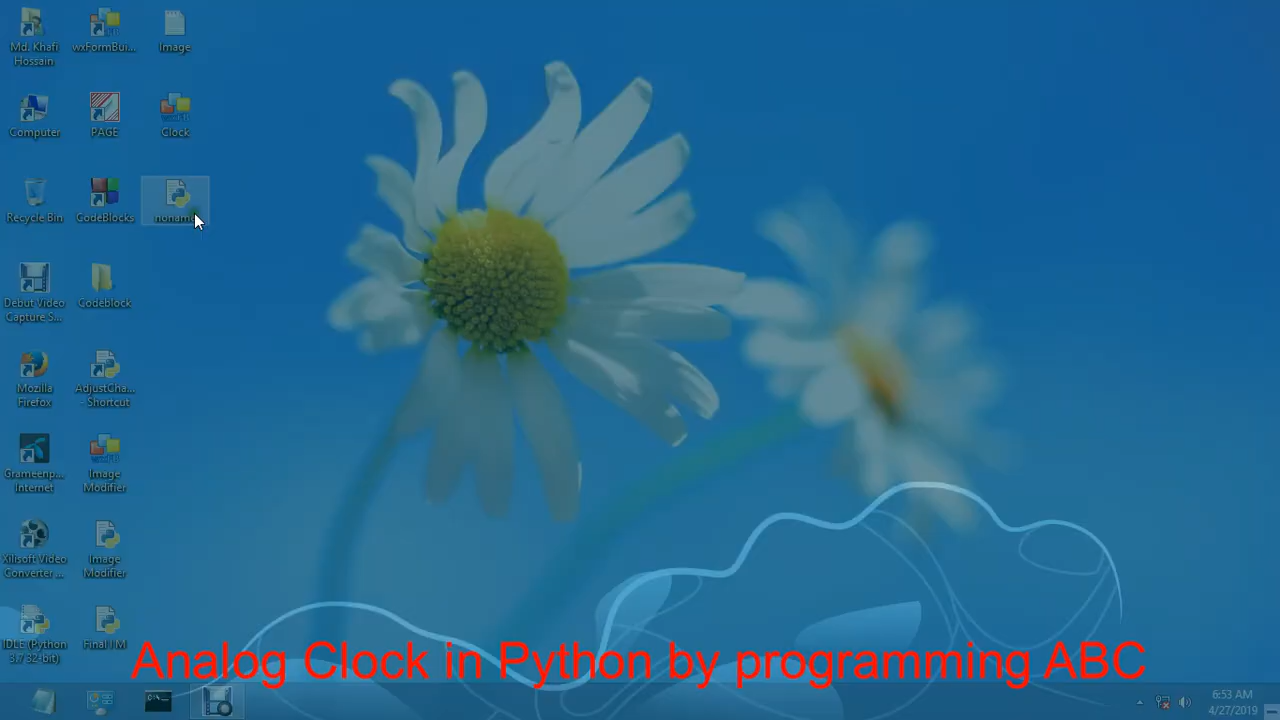 Md. Khafi
Hossain
wxFormBui...
Image
Computer
PAGE
Clock
Recycle Bin
CodeBlocks
noname
Debut Video
Capture S...
Codeblock
Mozilla
Firefox
AdjustCha...
- Shortcut
Grameenp...
Internet
Image
Modifier
Xilisoft Video
Converter ...
Image
Modifier
IDLE (Python
3.7 32-bit)
Final I M
Analog Clock in Python by programming ABC
6:53 AM
4/27/2019